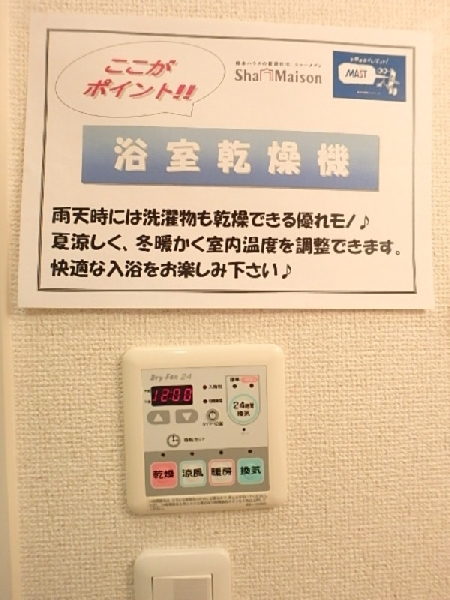 ここが
ポイント!!
Sha Maison
MAST
浴室乾燥機
雨天時には洗濯物も乾燥できる優れモノ♪
夏涼しく、冬暖かく室内温度を調整できます。
快適な入浴をお楽しみ下さい♪
Dry Fan 24
12:00
24時間
換気
乾燥 涼風 暖房 換気